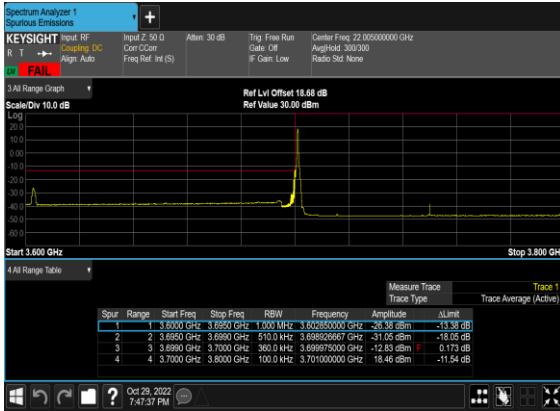 Spectrum Analyzer 1
Spurious Emissions
KEYSIGHT
Input: RF
Coupling: DC
Align: Auto
R T
Input Z: 50 Ω
Corr CCorr
Freq Ref: Int (S)
Atten: 30 dB
Trig: Free Run
Gate: Off
IF Gain: Low
Center Freq: 22.005000000 GHz
Avg|Hold: 300/300
Radio Std: None
FAIL
3 All Range Graph
Ref Lvl Offset 18.68 dB
Scale/Div 10.0 dB
Ref Value 30.00 dBm
Log
20.0
10.0
0.00
-10.0
-20.0
-30.0
-40.0
-50.0
-60.0
Start 3.600 GHz
Stop 3.800 GH
4 All Range Table
Measure Trace Trace 1
Trace Type Trace Average (Active)
Spur Range Start Freq Stop Freq RBW Frequency Amplitude ΔLimit
1 1 3.6000 GHz 3.6950 GHz 1.000 MHz 3.602850000 GHz -26.38 dBm -13.38 dB
2 2 3.6950 GHz 3.6990 GHz 510.0 kHz 3.698926667 GHz -31.05 dBm -18.05 dB
3 3 3.6990 GHz 3.7000 GHz 360.0 kHz 3.699975000 GHz -12.83 dBm F 0.173 dB
4 4 3.7000 GHz 3.8000 GHz 100.0 kHz 3.701000000 GHz 18.46 dBm -11.54 dB
Oct 29, 2022
7:47:37 PM